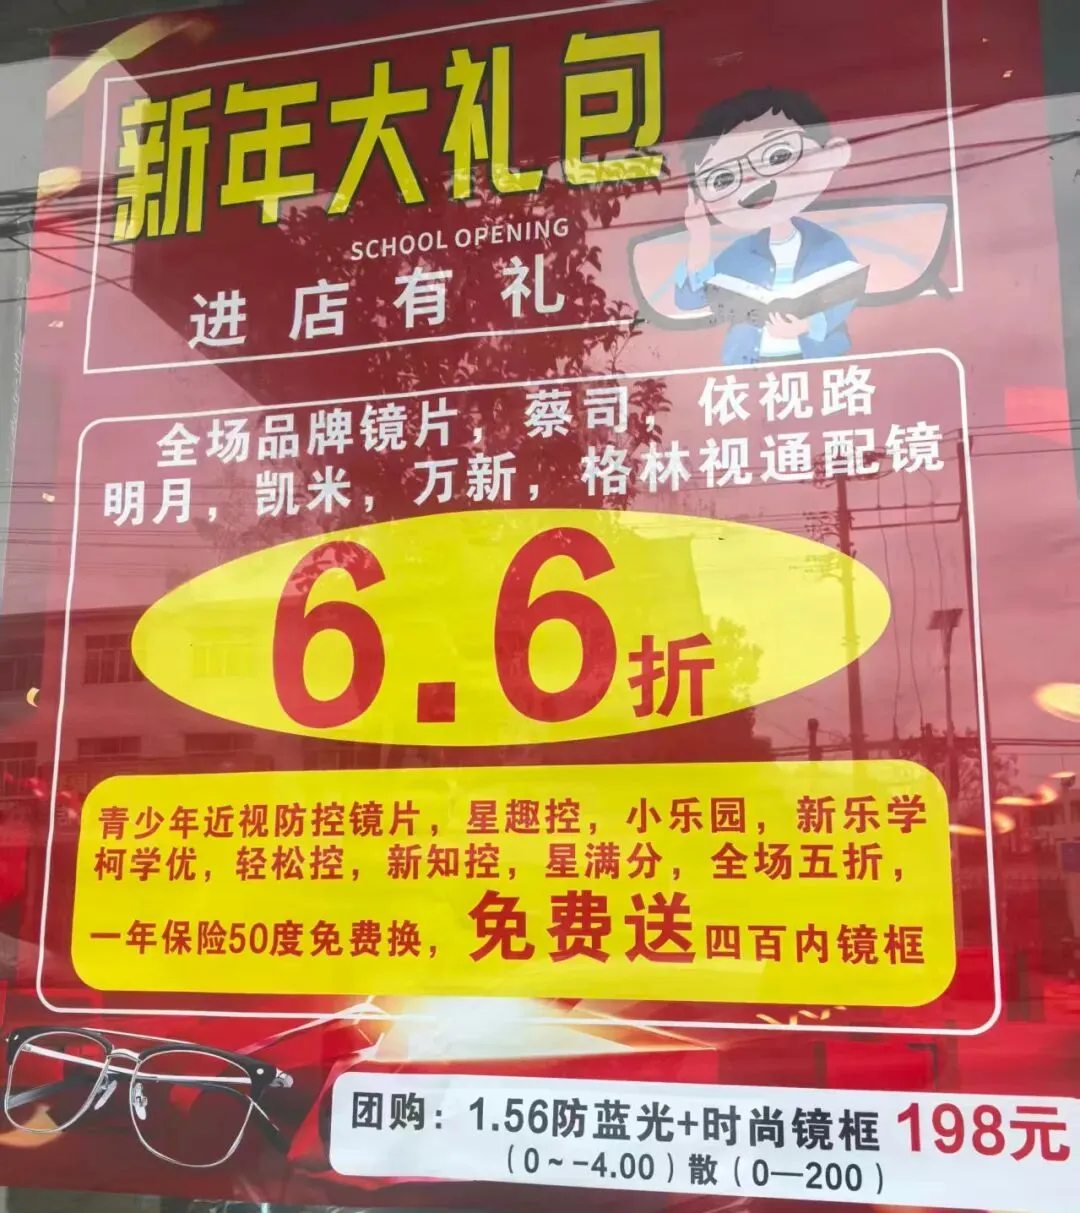 新年大礼包
SCHOOL OPENING
进店有礼
全场品牌镜片，蔡司，依视路
明月，凯米，万新，格林视通配镜
6.6折
青少年近视防控镜片，星趣控，小乐园，新乐学
柯学优，轻松控，新知控，星满分，全场五折，
一年保险50度免费换，免费送四百内镜框
团购：1.56防蓝光+时尚镜框 198元
（0～-4.00）散（0—200）